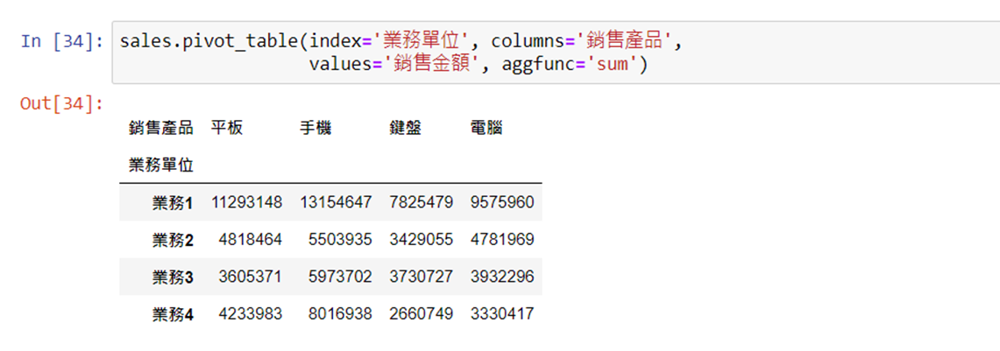 In [34]: sales.pivot_table(index='業務單位', columns='銷售產品',
values='銷售金額', aggfunc='sum')
Out[34]:
銷售產品 平板 手機 鍵盤 電腦
業務單位
業務1 11293148 13154647 7825479 9575960
業務2 4818464 5503935 3429055 4781969
業務3 3605371 5973702 3730727 3932296
業務4 4233983 8016938 2660749 3330417